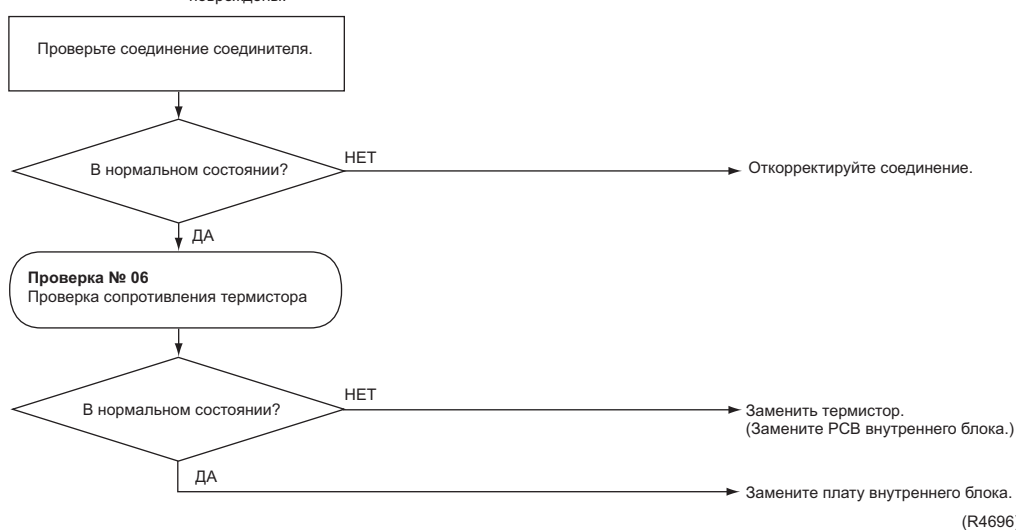 Проверьте соединение соединителя.
В нормальном состоянии?
НЕТ
Откорректируйте соединение.
ДА
Проверка № 06
Проверка сопротивления термистора
В нормальном состоянии?
НЕТ
Заменить термистор.
(Замените PCB внутреннего блока.)
ДА
Замените плату внутреннего блока.